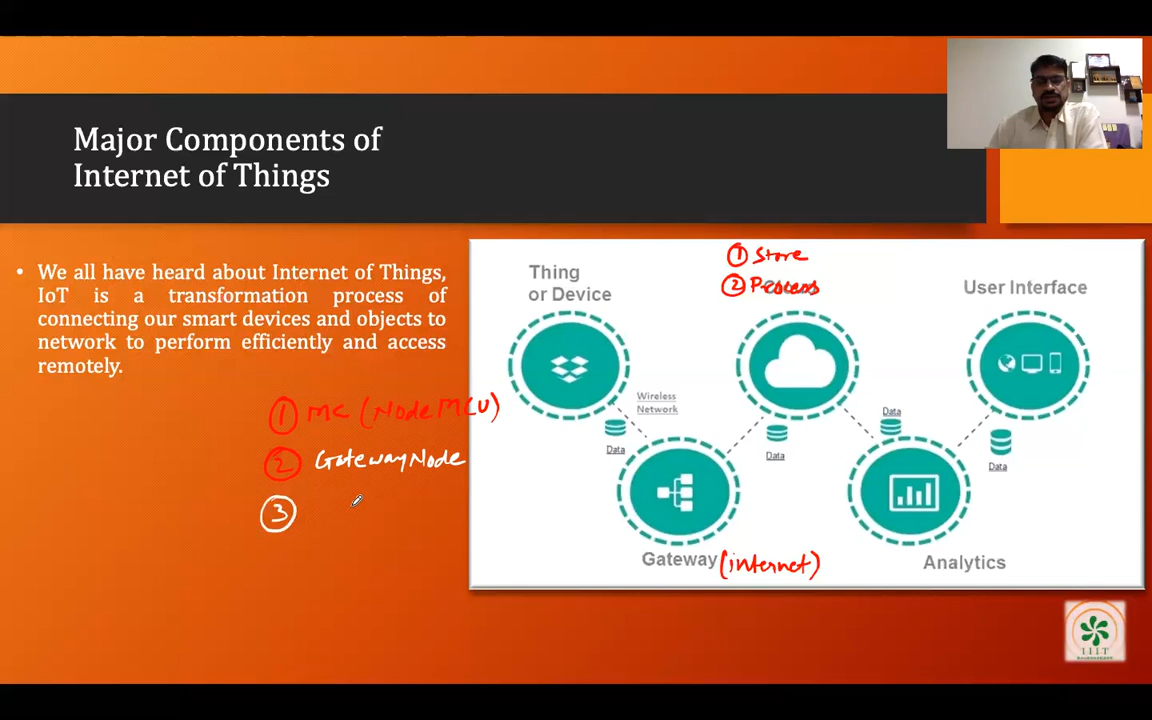 Major Components of
Internet of Things
• We all have heard about Internet of Things,
IoT is a transformation process of
connecting our smart devices and objects to
network to perform efficiently and access
remotely.
① MC (NodeMCU)
② GatewayNode
③
① Store
② Process
Thing
or Device
User Interface
Wireless
Network
Data
Data
Data
Data
Gateway (internet)
Analytics
IIIT